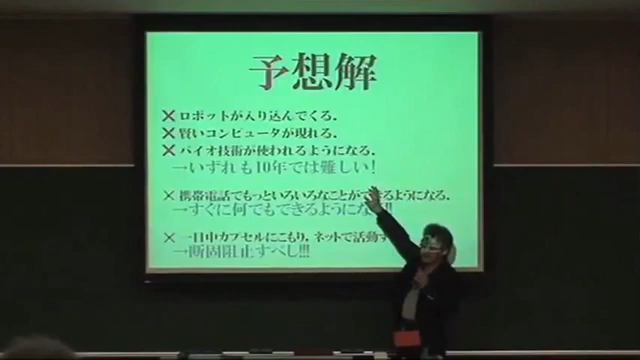 予想解
×ロボットが入り込んでくる.
×賢いコンピュータが現れる.
×バイオ技術が使われるようになる.
→いずれも10年では難しい!
×携帯電話でもっといろいろなことができるようになる.
→すぐに何でもできるようにな!!
×一日中カプセルにこもり,ネットで活動す
→断固阻止すべし!!!